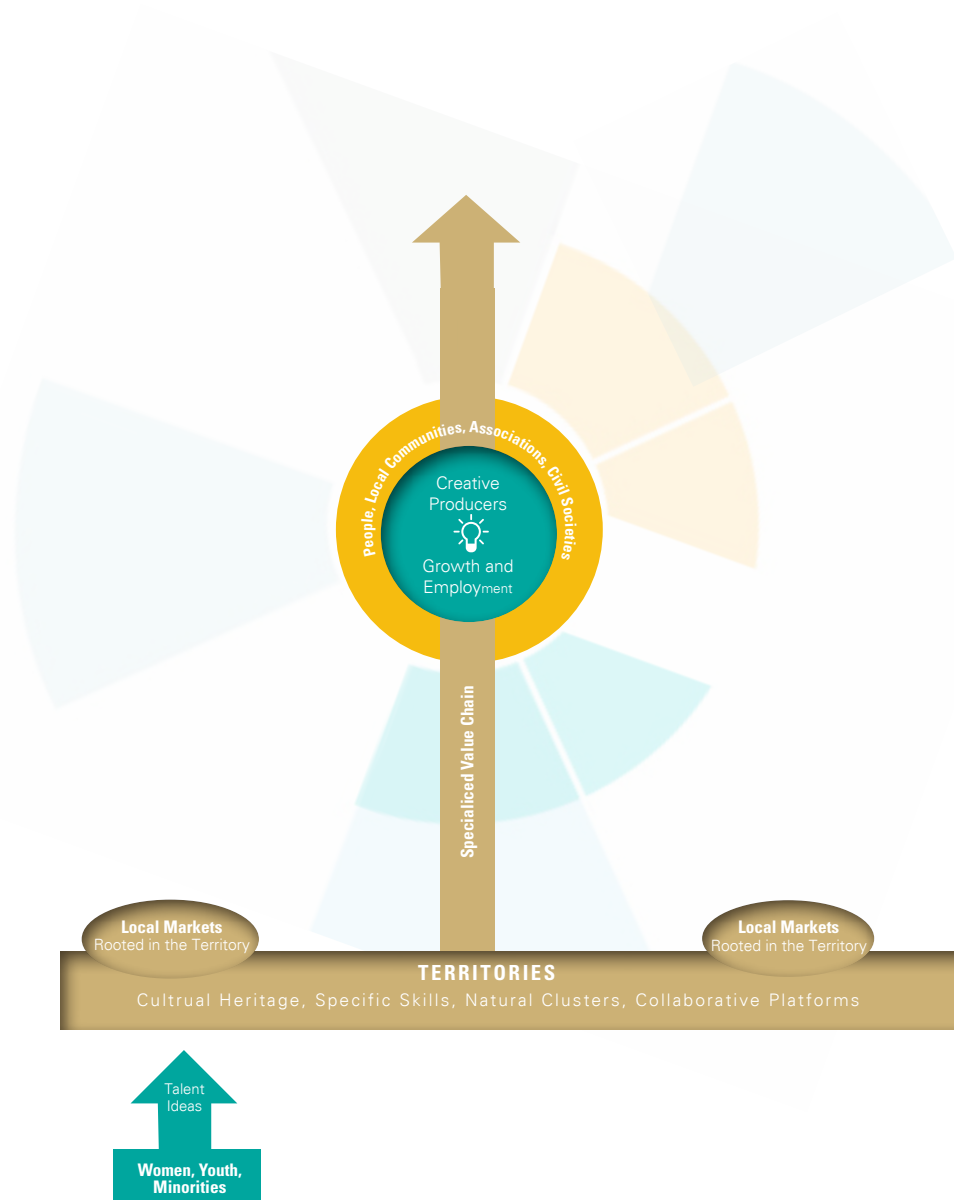 People, Local Communities, Associations, Civil Societies
Creative
Producers
Growth and
Employment
Specialiced Value Chain
Local Markets
Rooted in the Territory
Local Markets
Rooted in the Territory
TERRITORIES
Cultrual Heritage, Specific Skills, Natural Clusters, Collaborative Platforms
Talent
Ideas
Women, Youth,
Minorities